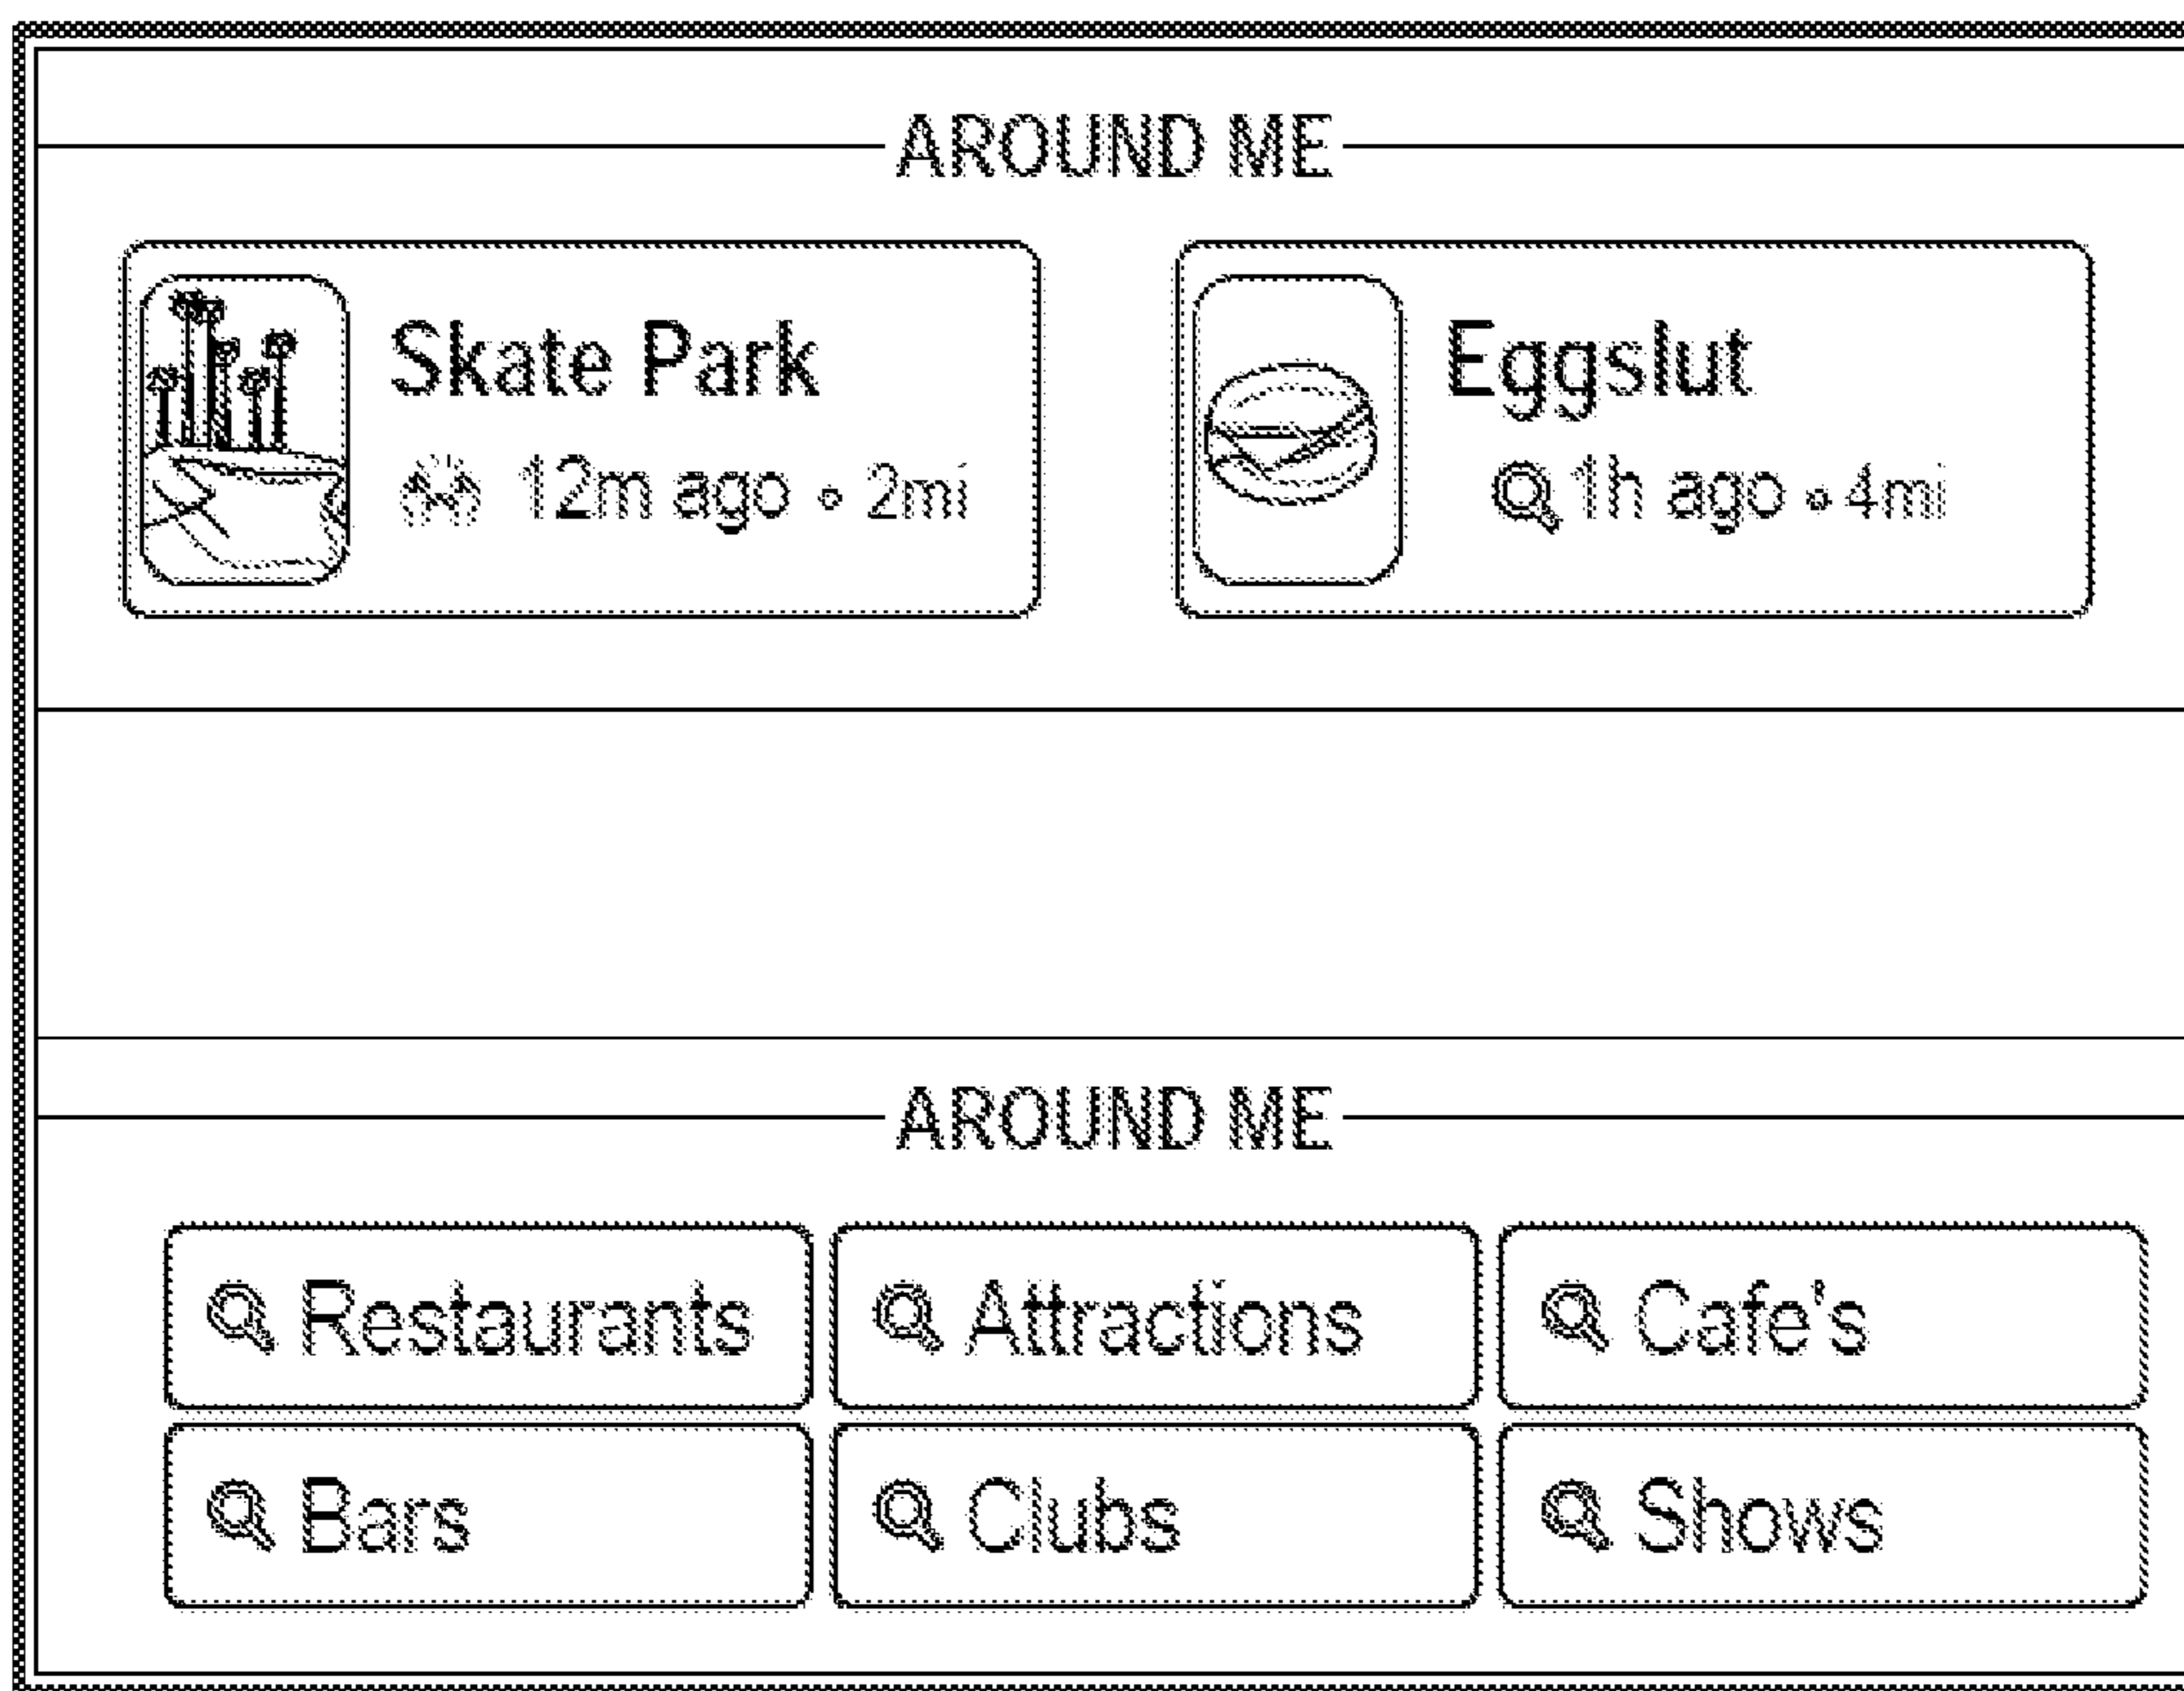 AROUND ME
Skate Park
12m ago • 2mi
Eggslut
1h ago • 4mi
AROUND ME
Restaurants
Attractions
Cafe's
Bars
Clubs
Shows